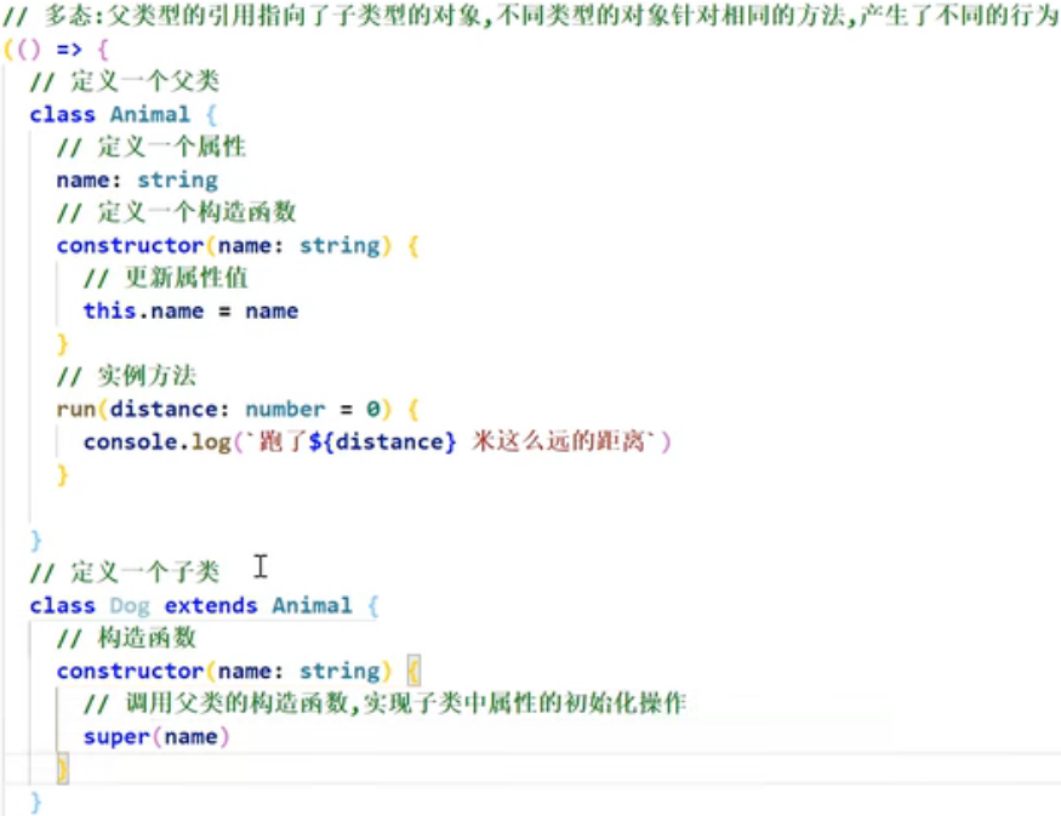 // 多态:父类型的引用指向了子类型的对象,不同类型的对象针对相同的方法,产生了不同的行为
(() => {
// 定义一个父类
class Animal {
// 定义一个属性
name: string
// 定义一个构造函数
constructor(name: string) {
// 更新属性值
this.name = name
}
// 实例方法
run(distance: number = 0) {
console.log(`跑了${distance} 米这么远的距离`)
}
}
// 定义一个子类
class Dog extends Animal {
// 构造函数
constructor(name: string) {
// 调用父类的构造函数,实现子类中属性的初始化操作
super(name)
}
}